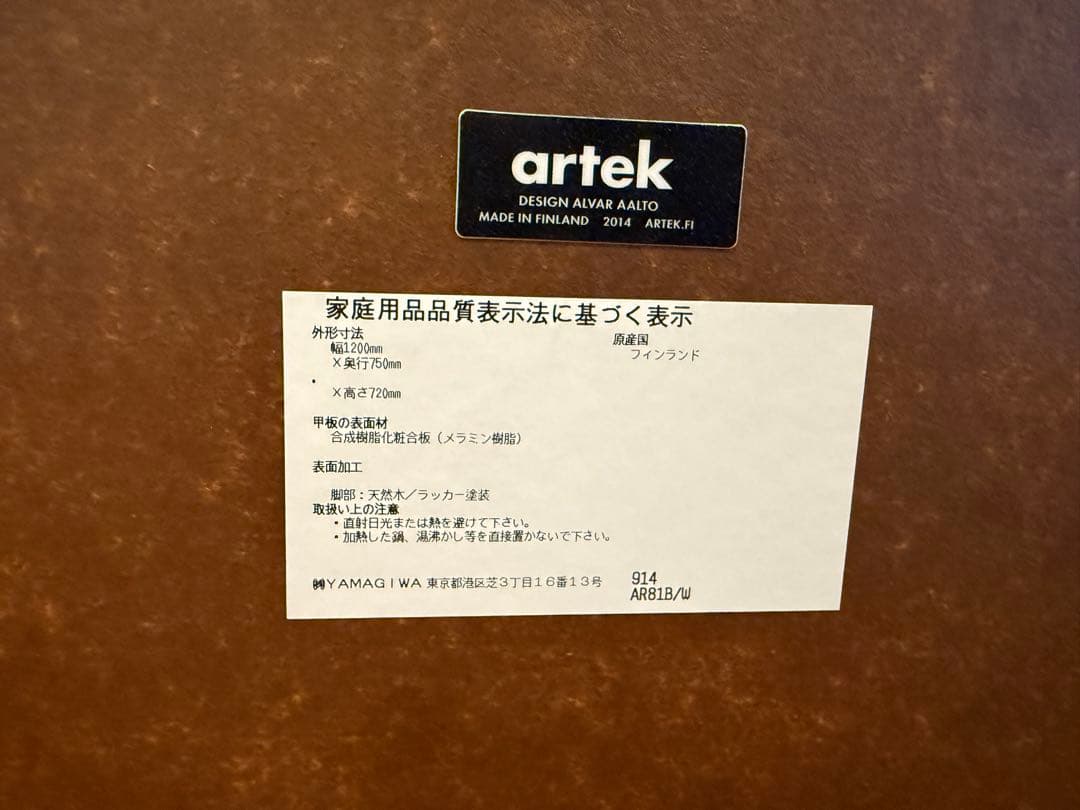 artek
DESIGN ALVAR AALTO
MADE IN FINLAND 2014 ARTEK.FI
家庭用品品質表示法に基づく表示
外形寸法
幅1200mm
×奥行750mm
×高さ720mm
原産国
フィンランド
甲板の表面材
合成樹脂化粧合板(メラミン樹脂)
表面加工
脚部:天然木/ラッカー塗装
取扱い上の注意
・直射日光または熱を避けて下さい。
・加熱した鍋、湯沸かし等を直接置かないで下さい。
㈱YAMAGIWA 東京都港区芝3丁目16番13号
914
AR81B/W